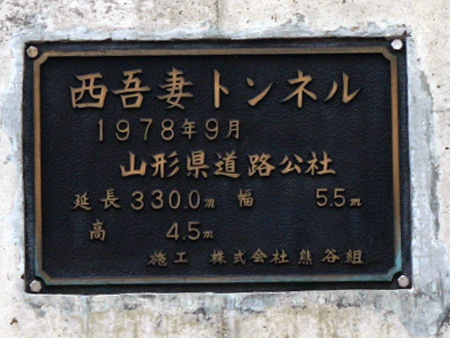 西吾妻トンネル
1978年9月
山形県道路公社
延長 330.0m 幅 5.5m
高 4.5m
施工 株式会社熊谷組